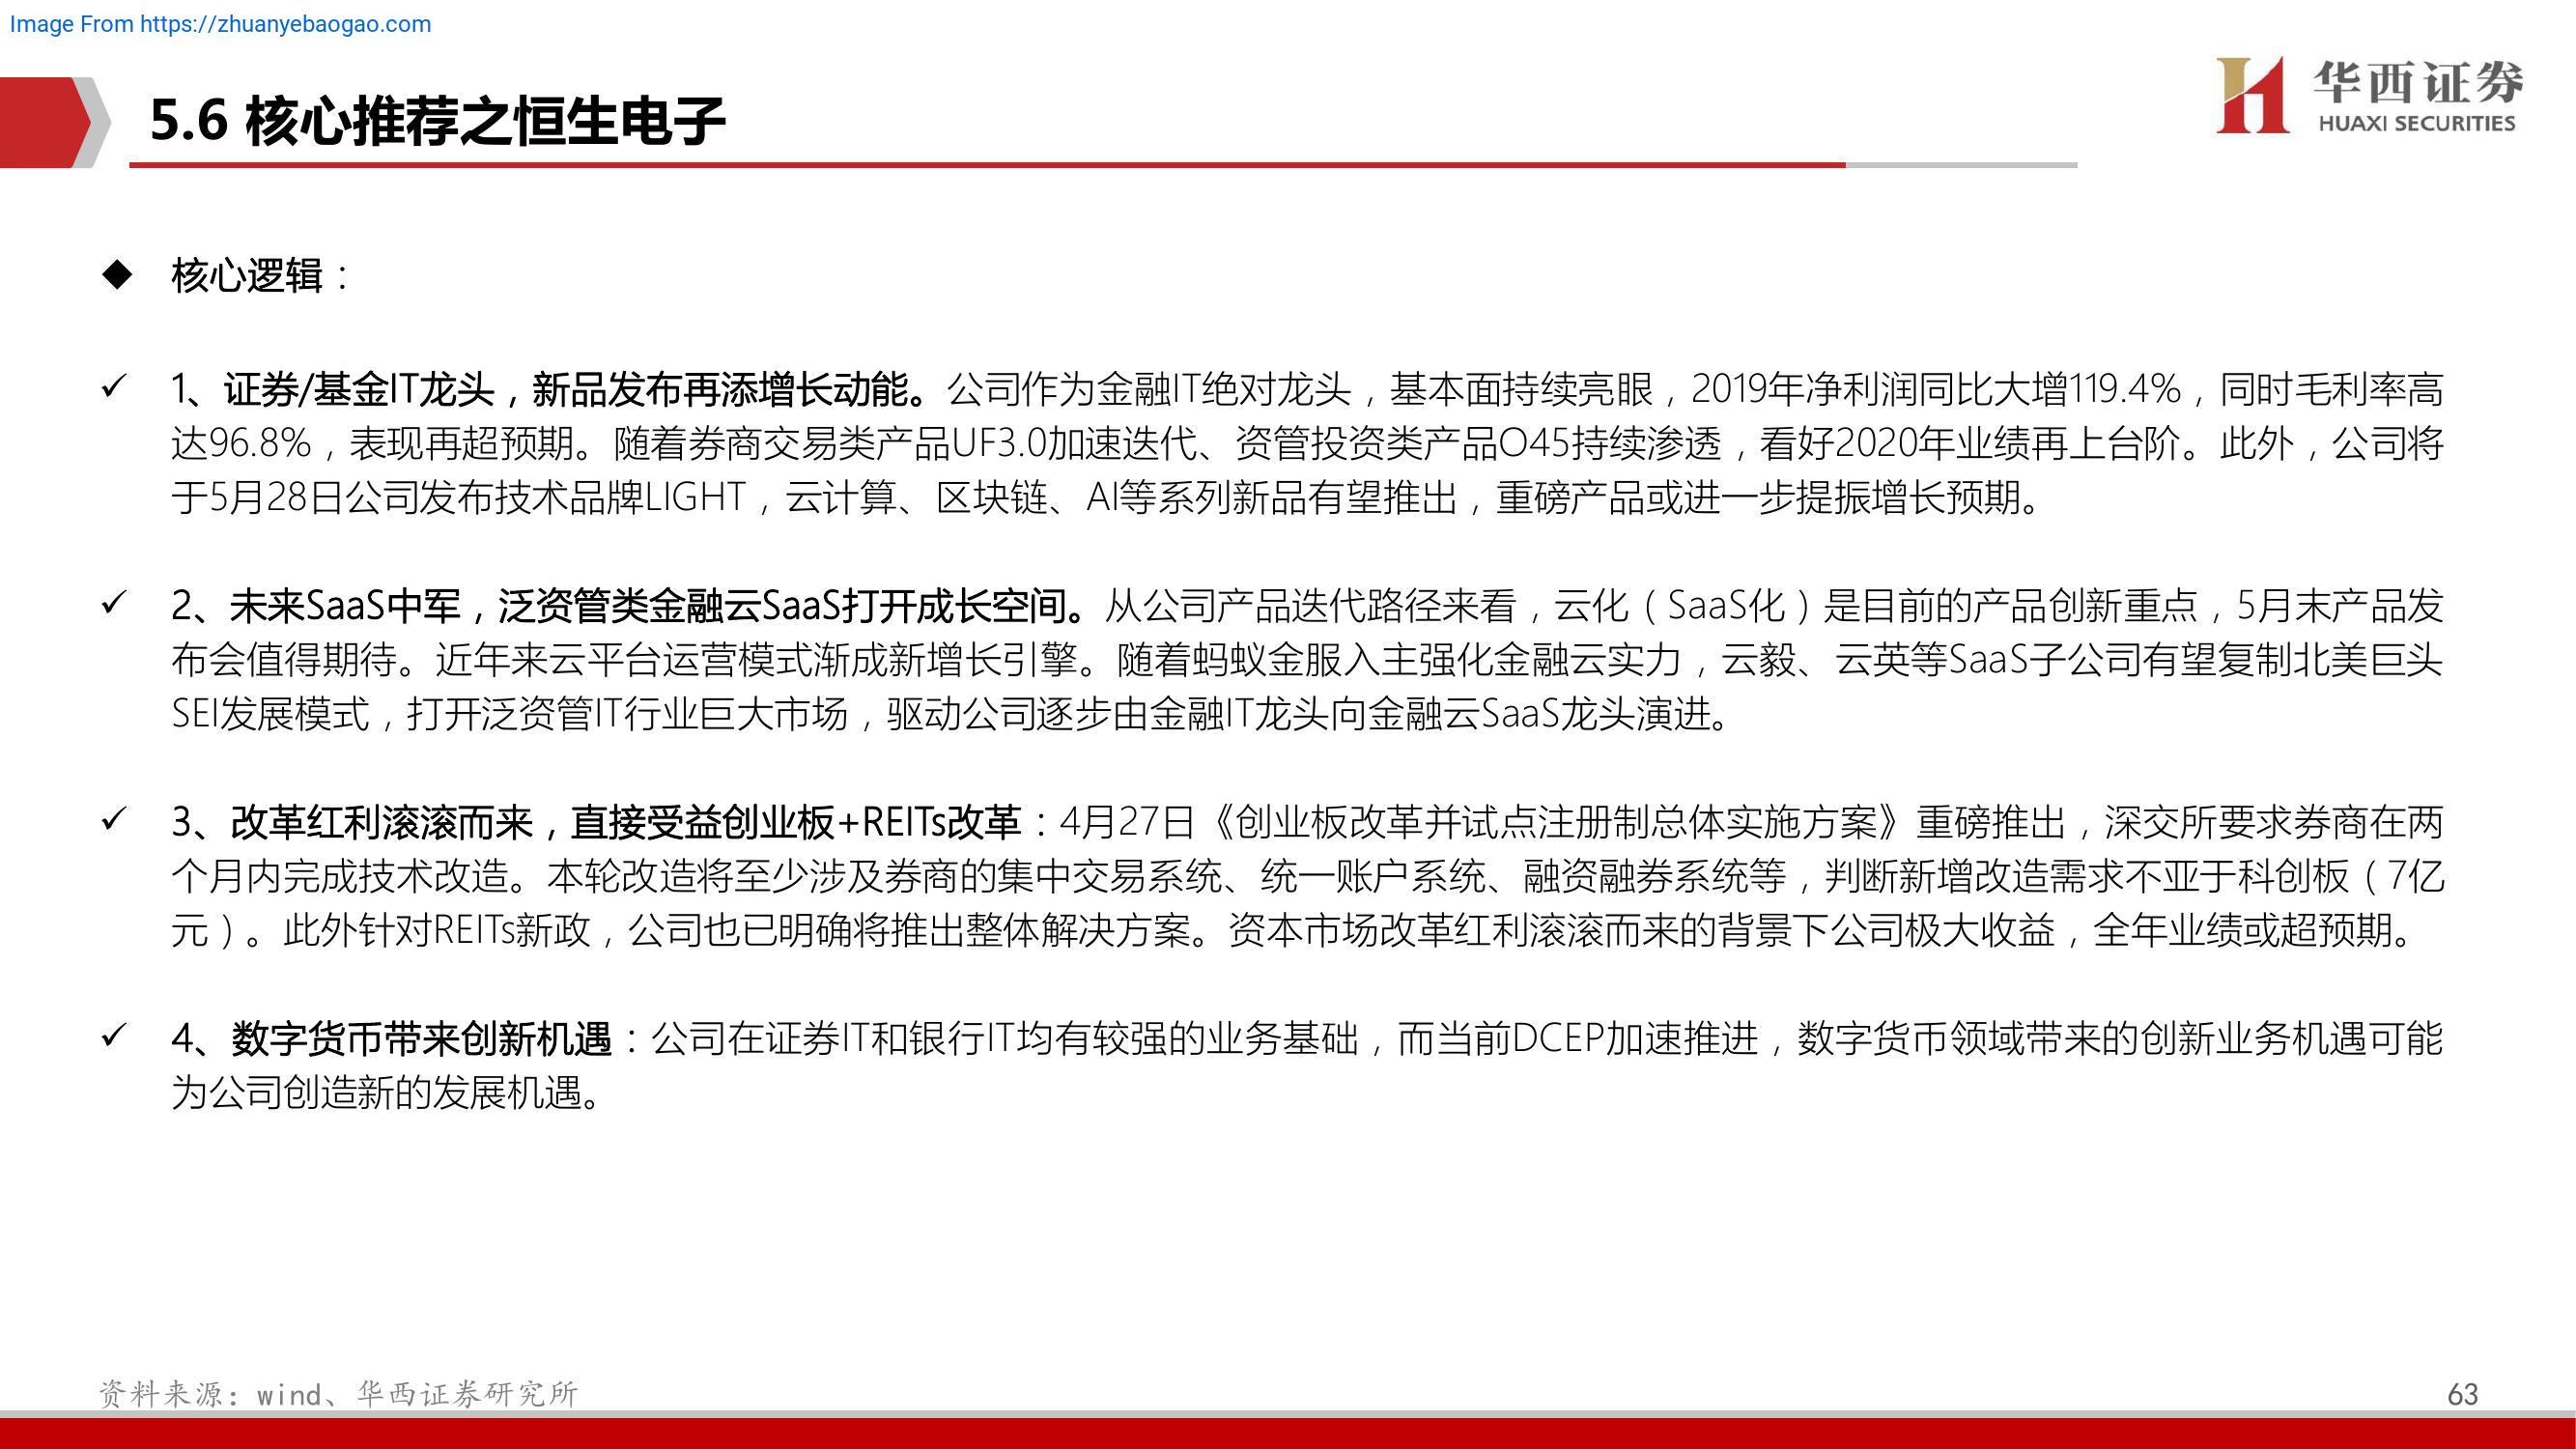 Image From https://zhuanyebaogao.com
5.6 核心推荐之恒生电子
华西证券
HUAXI SECURITIES
◆ 核心逻辑：
✓ 1、证券/基金IT龙头，新品发布再添增长动能。公司作为金融IT绝对龙头，基本面持续亮眼，2019年净利润同比大增119.4%，同时毛利率高
达96.8%，表现再超预期。随着券商交易类产品UF3.0加速迭代、资管投资类产品O45持续渗透，看好2020年业绩再上台阶。此外，公司将
于5月28日公司发布技术品牌LIGHT，云计算、区块链、AI等系列新品有望推出，重磅产品或进一步提振增长预期。
✓ 2、未来SaaS中军，泛资管类金融云SaaS打开成长空间。从公司产品迭代路径来看，云化（SaaS化）是目前的产品创新重点，5月末产品发
布会值得期待。近年来云平台运营模式渐成新增长引擎。随着蚂蚁金服入主强化金融云实力，云毅、云英等SaaS子公司有望复制北美巨头
SEI发展模式，打开泛资管IT行业巨大市场，驱动公司逐步由金融IT龙头向金融云SaaS龙头演进。
✓ 3、改革红利滚滚而来，直接受益创业板+REITs改革：4月27日《创业板改革并试点注册制总体实施方案》重磅推出，深交所要求券商在两
个月内完成技术改造。本轮改造将至少涉及券商的集中交易系统、统一账户系统、融资融券系统等，判断新增改造需求不亚于科创板（7亿
元）。此外针对REITs新政，公司也已明确将推出整体解决方案。资本市场改革红利滚滚而来的背景下公司极大收益，全年业绩或超预期。
✓ 4、数字货币带来创新机遇：公司在证券IT和银行IT均有较强的业务基础，而当前DCEP加速推进，数字货币领域带来的创新业务机遇可能
为公司创造新的发展机遇。
资料来源：wind、华西证券研究所
63